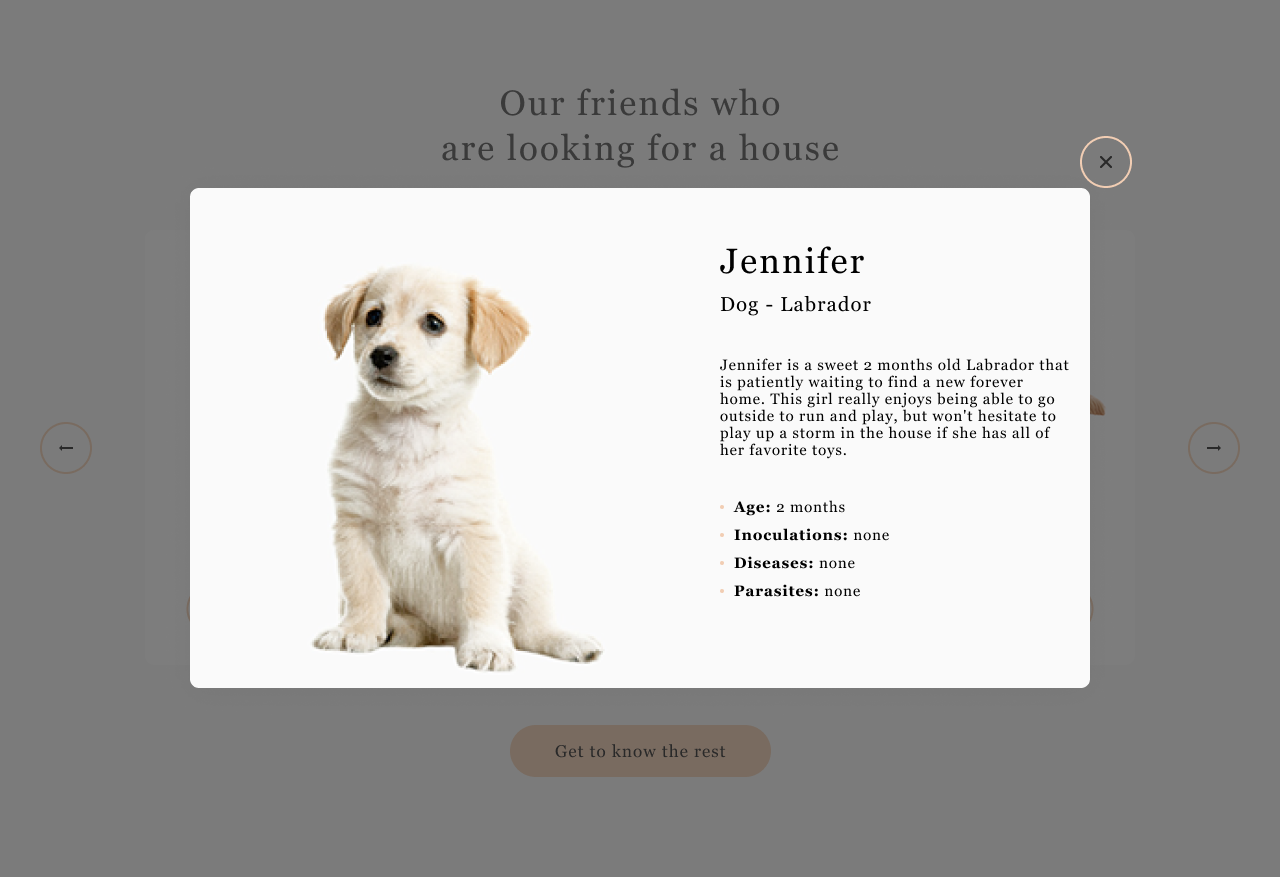 Our friends who
are looking for a house
Jennifer
Dog - Labrador
Jennifer is a sweet 2 months old Labrador that
is patiently waiting to find a new forever
home. This girl really enjoys being able to go
outside to run and play, but won't hesitate to
play up a storm in the house if she has all of
her favorite toys.
Age: 2 months
Inoculations: none
Diseases: none
Parasites: none
Get to know the rest